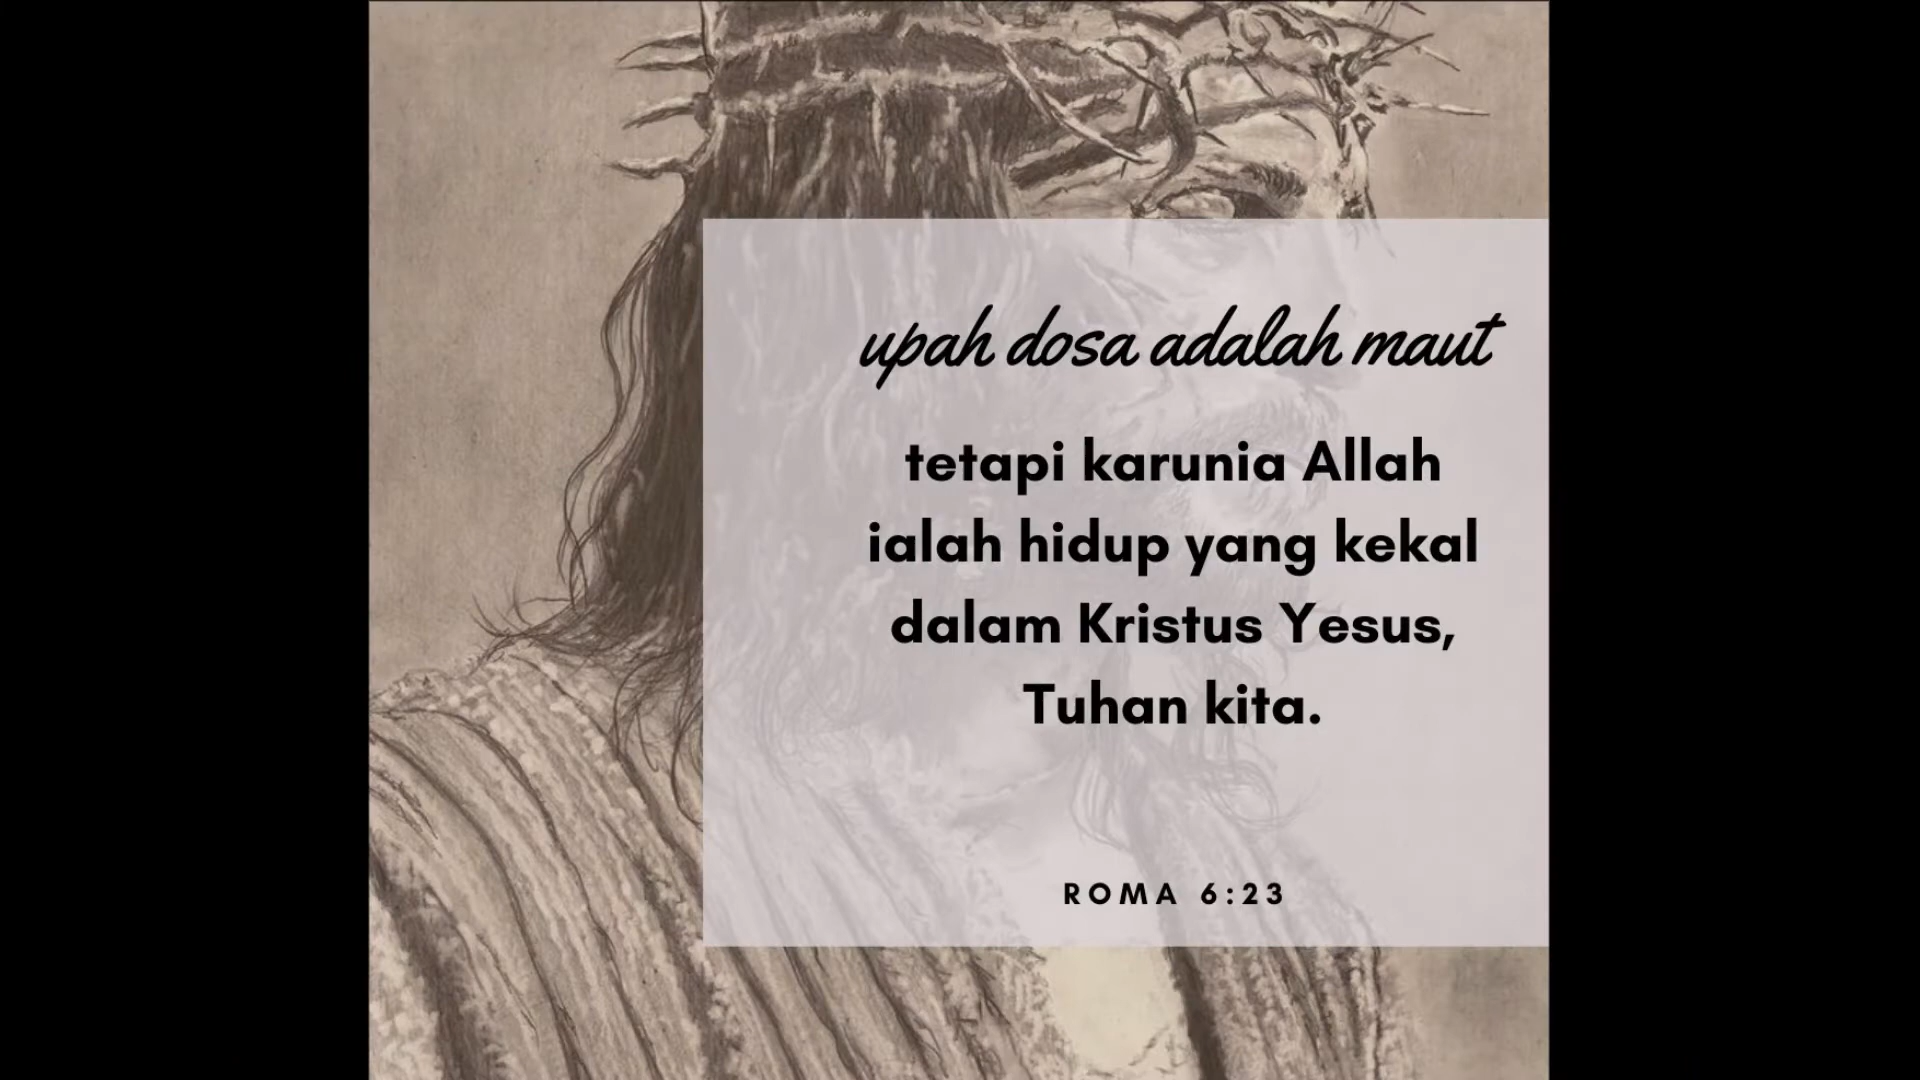 upah dosa adalah maut
tetapi karunia Allah
ialah hidup yang kekal
dalam Kristus Yesus,
Tuhan kita.
ROMA 6:23